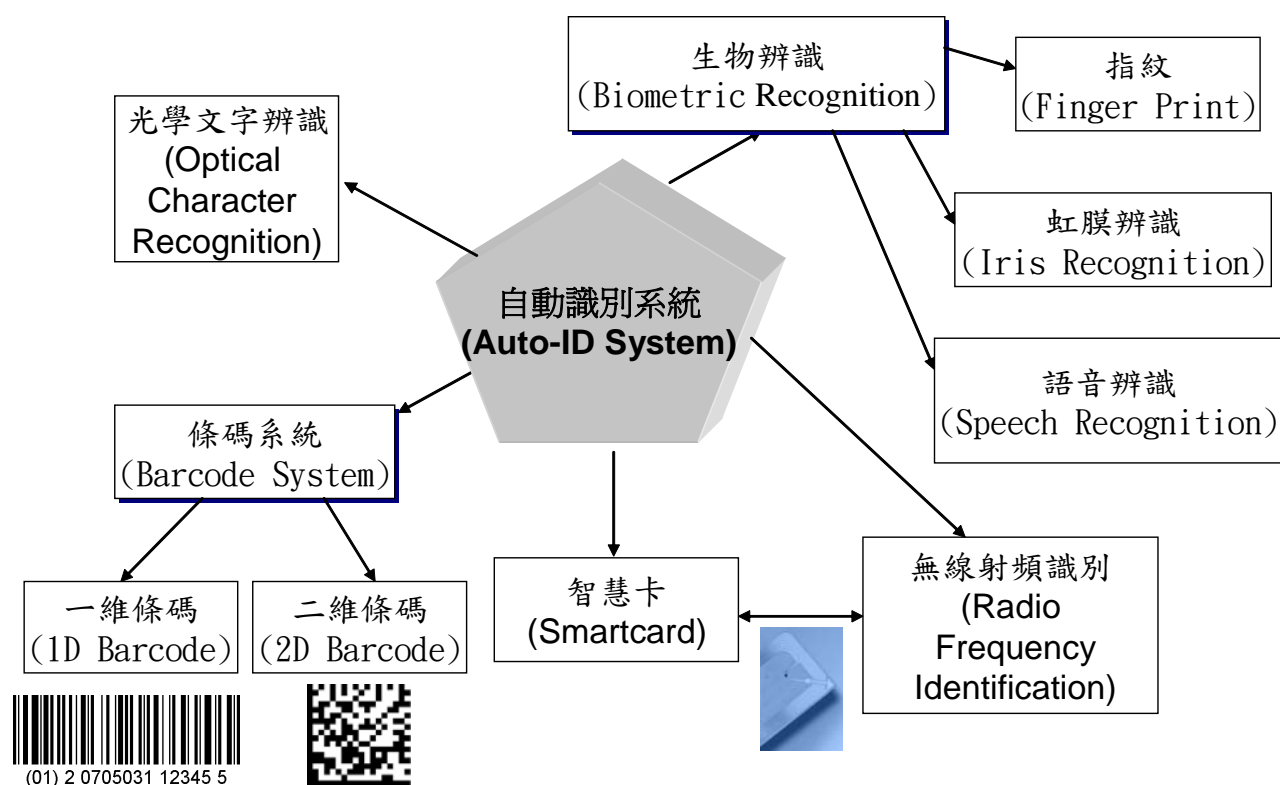 生物辨識
(Biometric Recognition)
指紋
(Finger Print)
光學文字辨識
(Optical
Character
Recognition)
虹膜辨識
(Iris Recognition)
自動識別系統
(Auto-ID System)
語音辨識
(Speech Recognition)
條碼系統
(Barcode System)
無線射頻識別
(Radio
Frequency
Identification)
智慧卡
(Smartcard)
一維條碼
(1D Barcode)
二維條碼
(2D Barcode)
(01) 2 0705031 12345 5